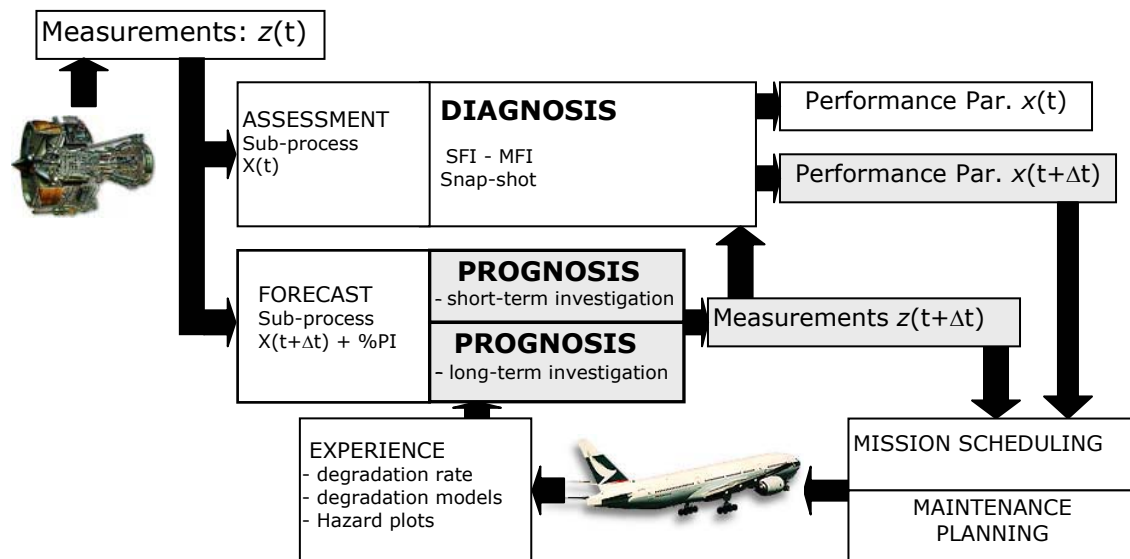 Measurements: z(t)
ASSESSMENT
Sub-process
X(t)
DIAGNOSIS
SFI - MFI
Snap-shot
Performance Par. x(t)
Performance Par. x(t+Δt)
FORECAST
Sub-process
X(t+Δt) + %PI
PROGNOSIS
- short-term investigation
PROGNOSIS
- long-term investigation
Measurements z(t+Δt)
EXPERIENCE
- degradation rate
- degradation models
- Hazard plots
MISSION SCHEDULING
MAINTENANCE
PLANNING